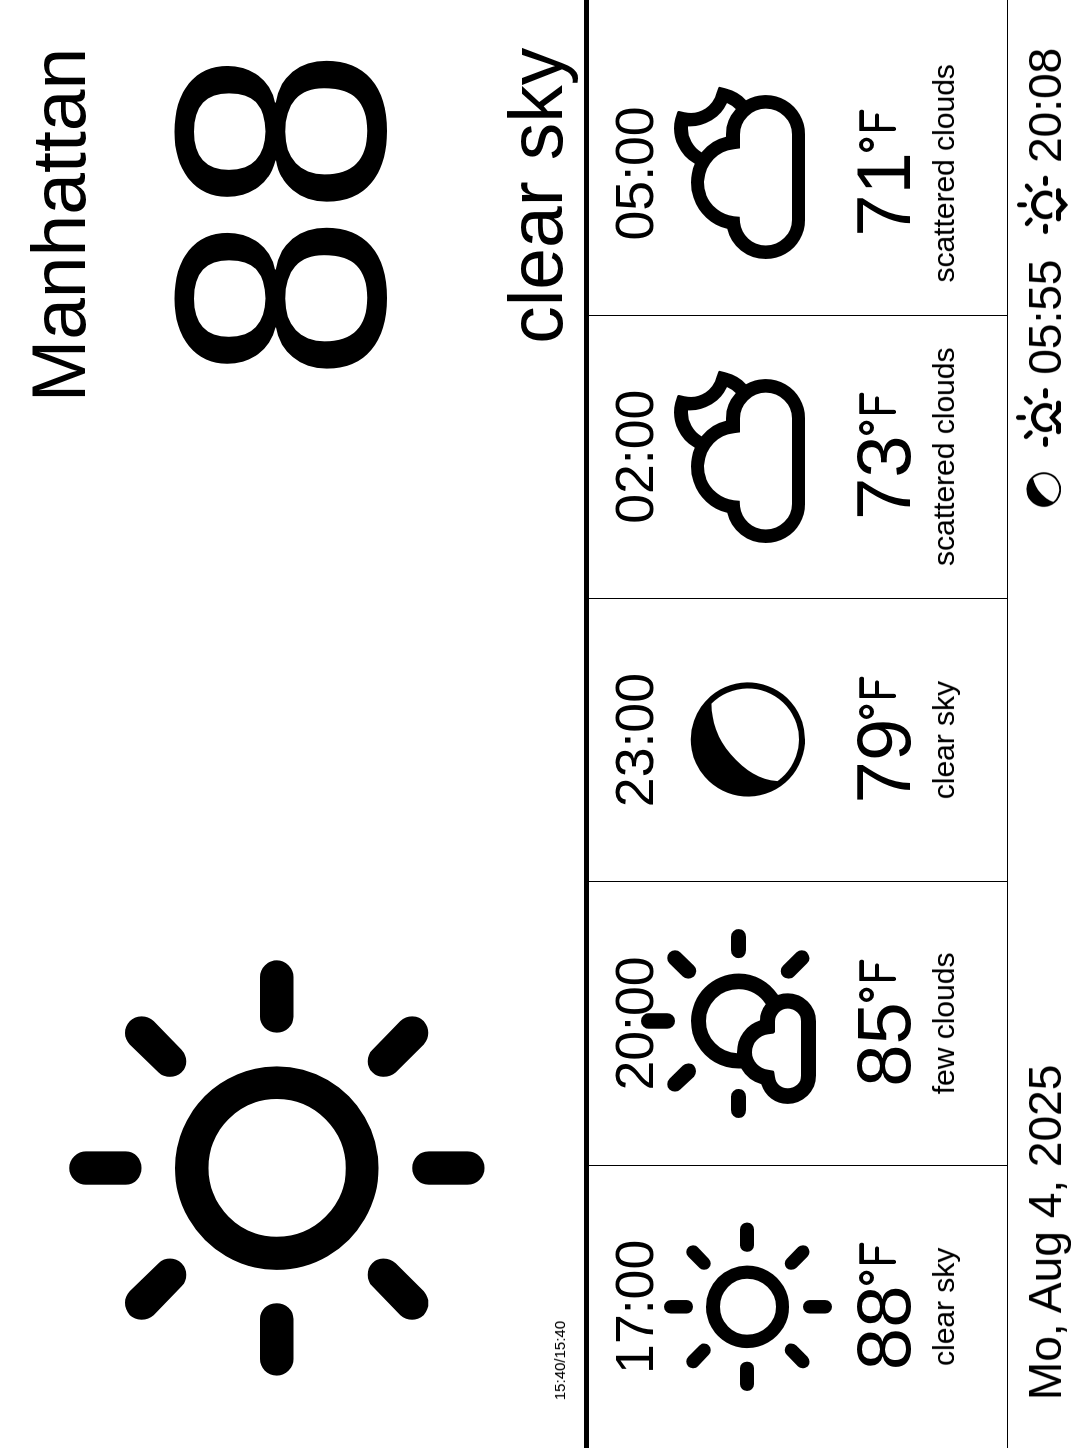 Manhattan
88
clear sky
15:40/15:40
17:00
88°F
clear sky
20:00
85°F
few clouds
23:00
79°F
clear sky
02:00
73°F
scattered clouds
05:00
71°F
scattered clouds
Mo, Aug 4, 2025
05:55 20:08